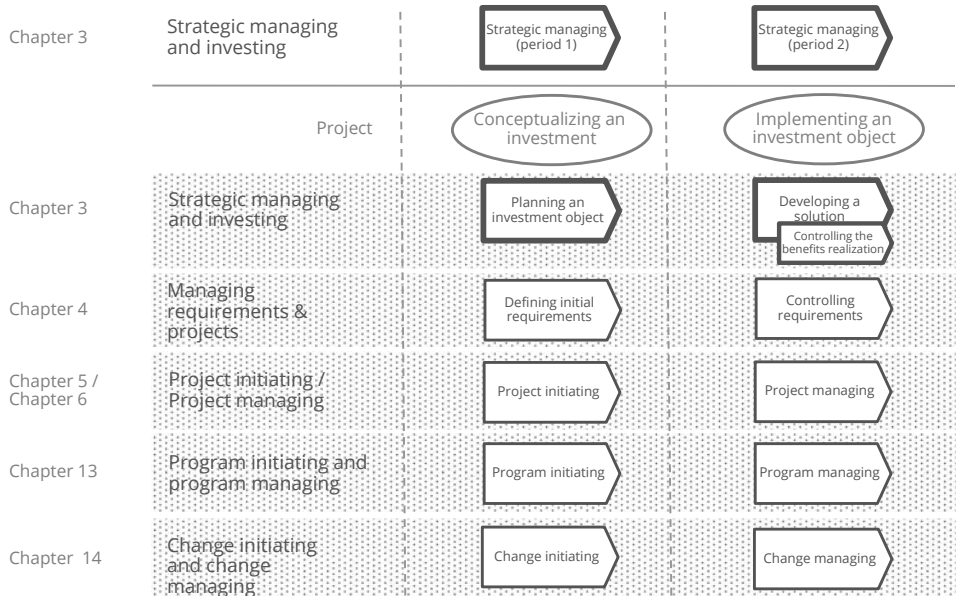 Chapter 3
Strategic managing
and investing
Strategic managing
(period 1)
Strategic managing
(period 2)
Project
Conceptualizing an
investment
Implementing an
investment object
Chapter 3
Strategic managing
and investing
Planning an
investment object
Developing a
solution
Controlling the
benefits realization
Chapter 4
Managing
requirements &
projects
Defining initial
requirements
Controlling
requirements
Chapter 5 /
Chapter 6
Project initiating /
Project managing
Project initiating
Project managing
Chapter 13
Program initiating and
program managing
Program initiating
Program managing
Chapter 14
Change initiating
and change
managing
Change initiating
Change managing